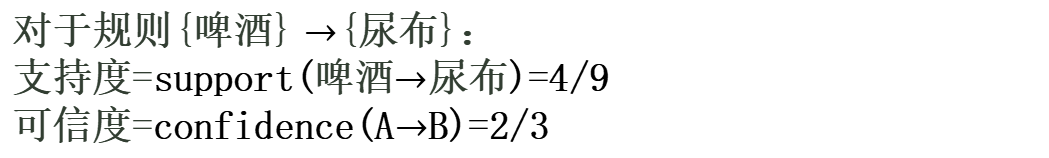 对于规则{啤酒} →{尿布}：
支持度=support(啤酒→尿布)=4/9
可信度=confidence(A→B)=2/3